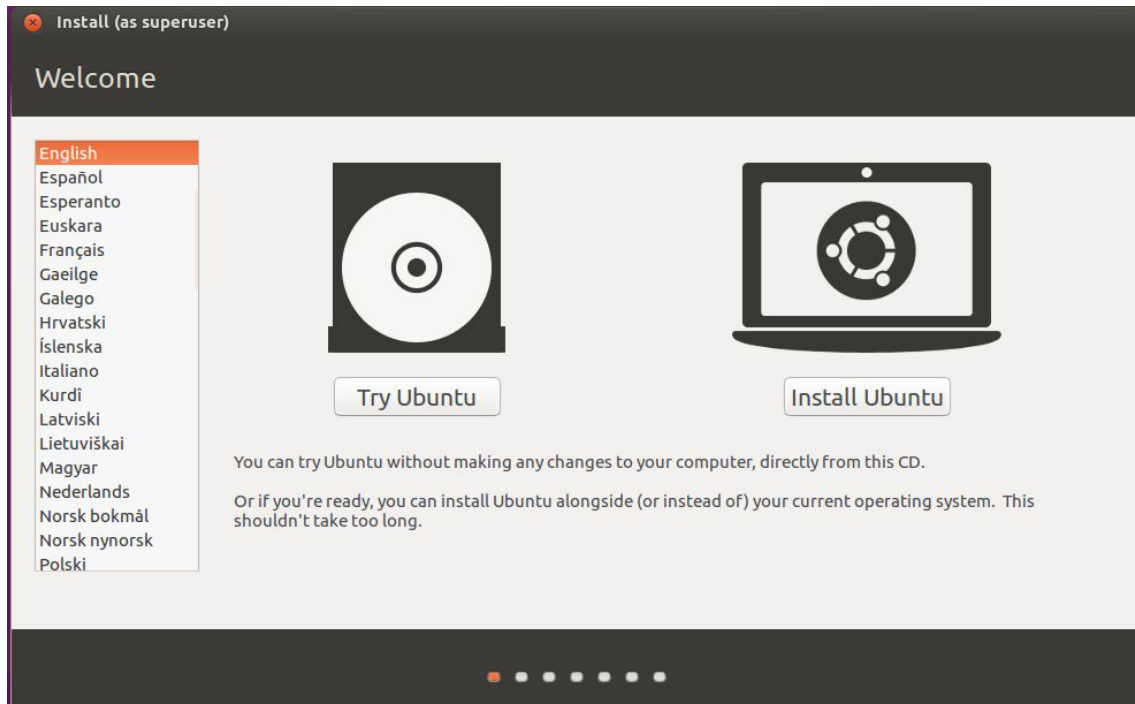 Install (as superuser)
Welcome
English
Español
Esperanto
Euskara
Français
Gaeilge
Galego
Hrvatski
Íslenska
Italiano
Kurdî
Latviski
Lietuviškai
Magyar
Nederlands
Norsk bokmål
Norsk nynorsk
Polski
Try Ubuntu
Install Ubuntu
You can try Ubuntu without making any changes to your computer, directly from this CD.
Or if you're ready, you can install Ubuntu alongside (or instead of) your current operating system. This
shouldn't take too long.